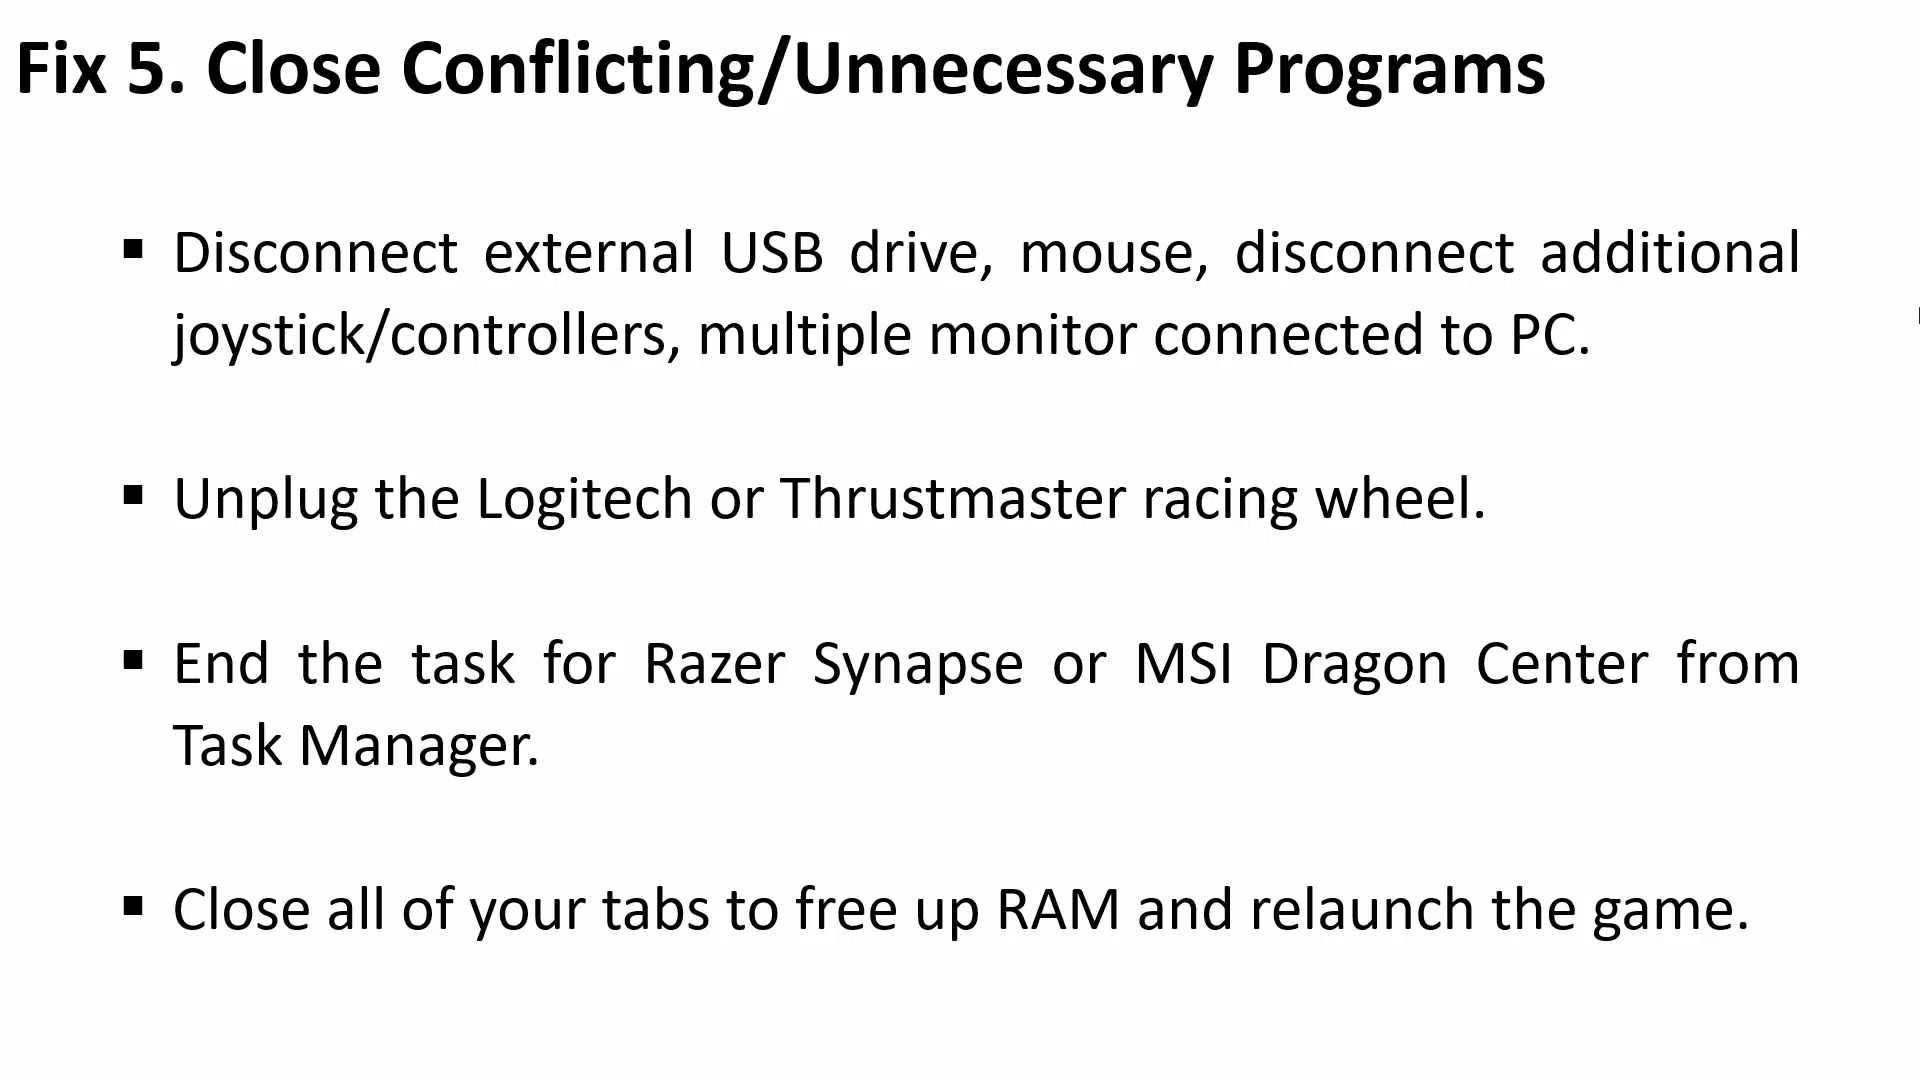 Fix 5. Close Conflicting/Unnecessary Programs
▪ Disconnect external USB drive, mouse, disconnect additional
joystick/controllers, multiple monitor connected to PC.
▪ Unplug the Logitech or Thrustmaster racing wheel.
▪ End the task for Razer Synapse or MSI Dragon Center from
Task Manager.
▪ Close all of your tabs to free up RAM and relaunch the game.